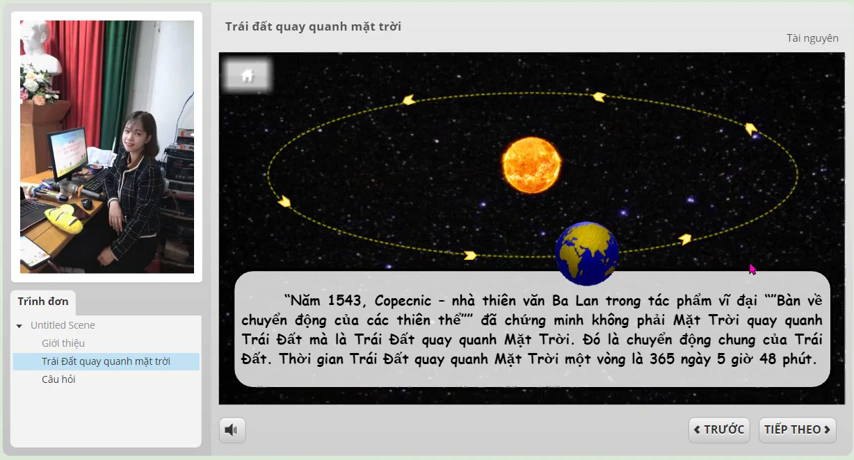 Trái đất quay quanh mặt trời
Tài nguyên
“Năm 1543, Copecnic – nhà thiên văn Ba Lan trong tác phẩm vĩ đại “”Bàn về
chuyển động của các thiên thể”” đã chứng minh không phải Mặt Trời quay quanh
Trái Đất mà là Trái Đất quay quanh Mặt Trời. Đó là chuyển động chung của Trái
Đất. Thời gian Trái Đất quay quanh Mặt Trời một vòng là 365 ngày 5 giờ 48 phút.
Trình đơn
Untitled Scene
Giới thiệu
Trái Đất quay quanh mặt trời
Câu hỏi
TRƯỚC
TIẾP THEO